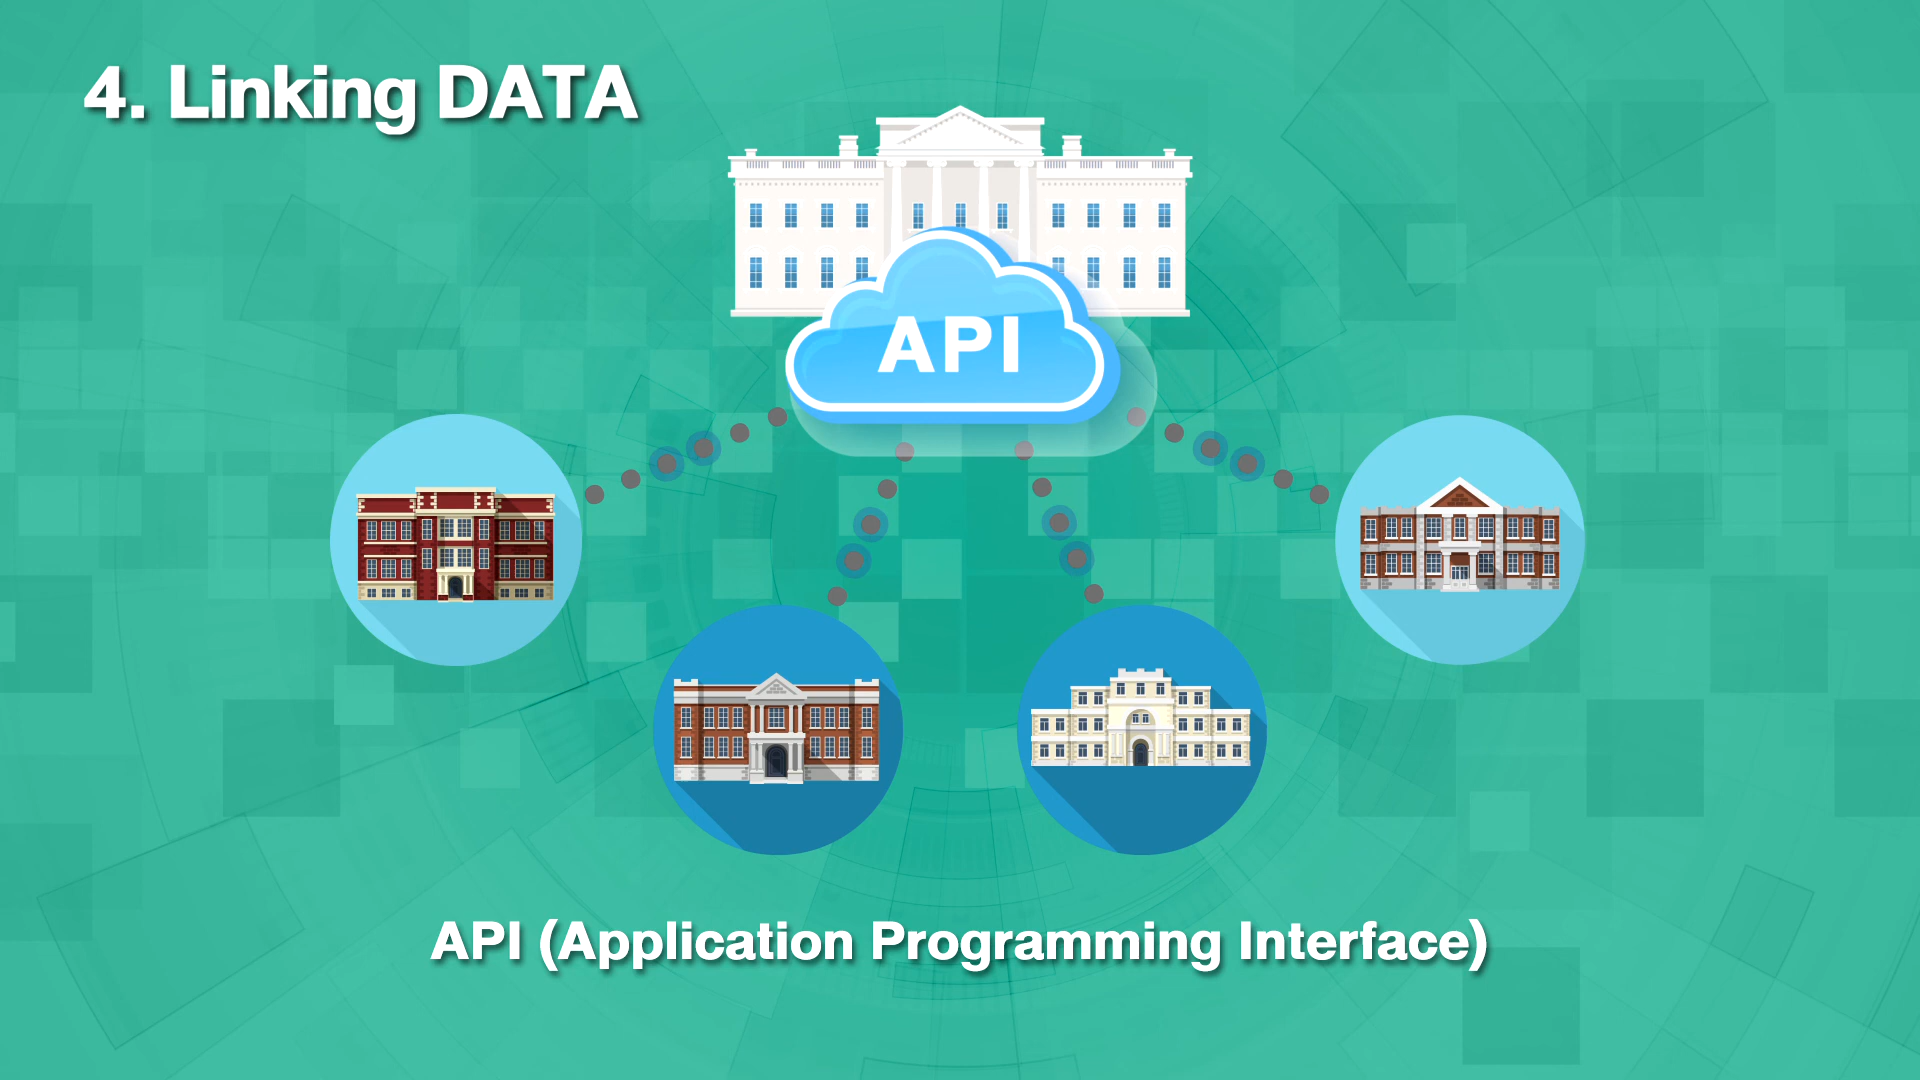 4. Linking DATA
API
API (Application Programming Interface)